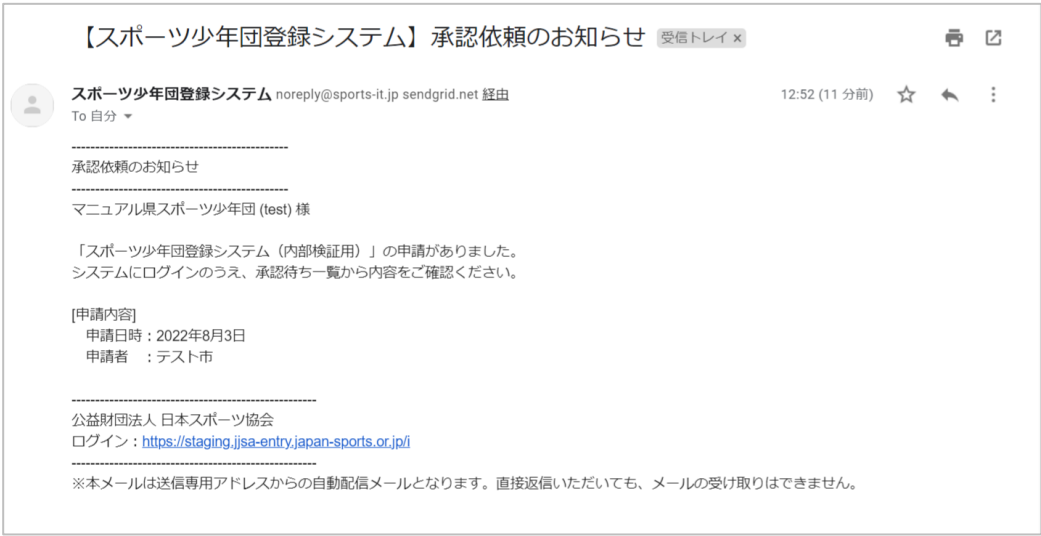 【スポーツ少年団登録システム】承認依頼のお知らせ 受信トレイ ×
スポーツ少年団登録システム noreply@sports-it.jp sendgrid.net 経由 12:52 (11 分前)
To 自分
----------------------------------------------
承認依頼のお知らせ
----------------------------------------------
マニュアル県スポーツ少年団 (test) 様
「スポーツ少年団登録システム（内部検証用）」の申請がありました。
システムにログインのうえ、承認待ち一覧から内容をご確認ください。
[申請内容]
申請日時：2022年8月3日
申請者 ：テスト市
----------------------------------------------------
公益財団法人 日本スポーツ協会
ログイン：https://staging.jjsa-entry.japan-sports.or.jp/i
----------------------------------------------------
※本メールは送信専用アドレスからの自動配信メールとなります。直接返信いただいても、メールの受け取りはできません。